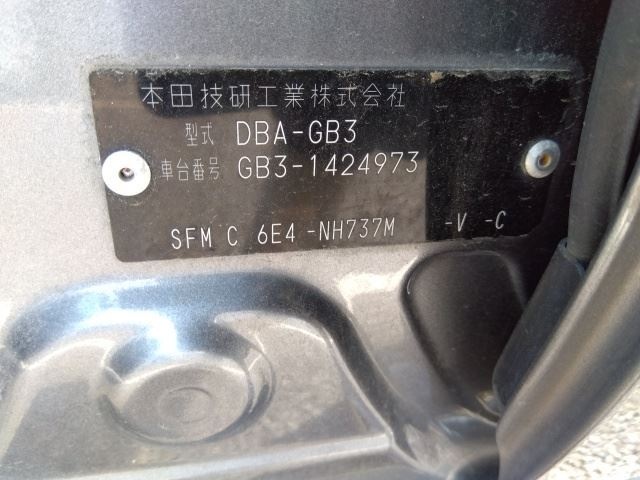 本田技研工業株式会社
型式 DBA-GB3
車台番号 GB3-1424973
SFM C 6E4 -NH737M -V -C